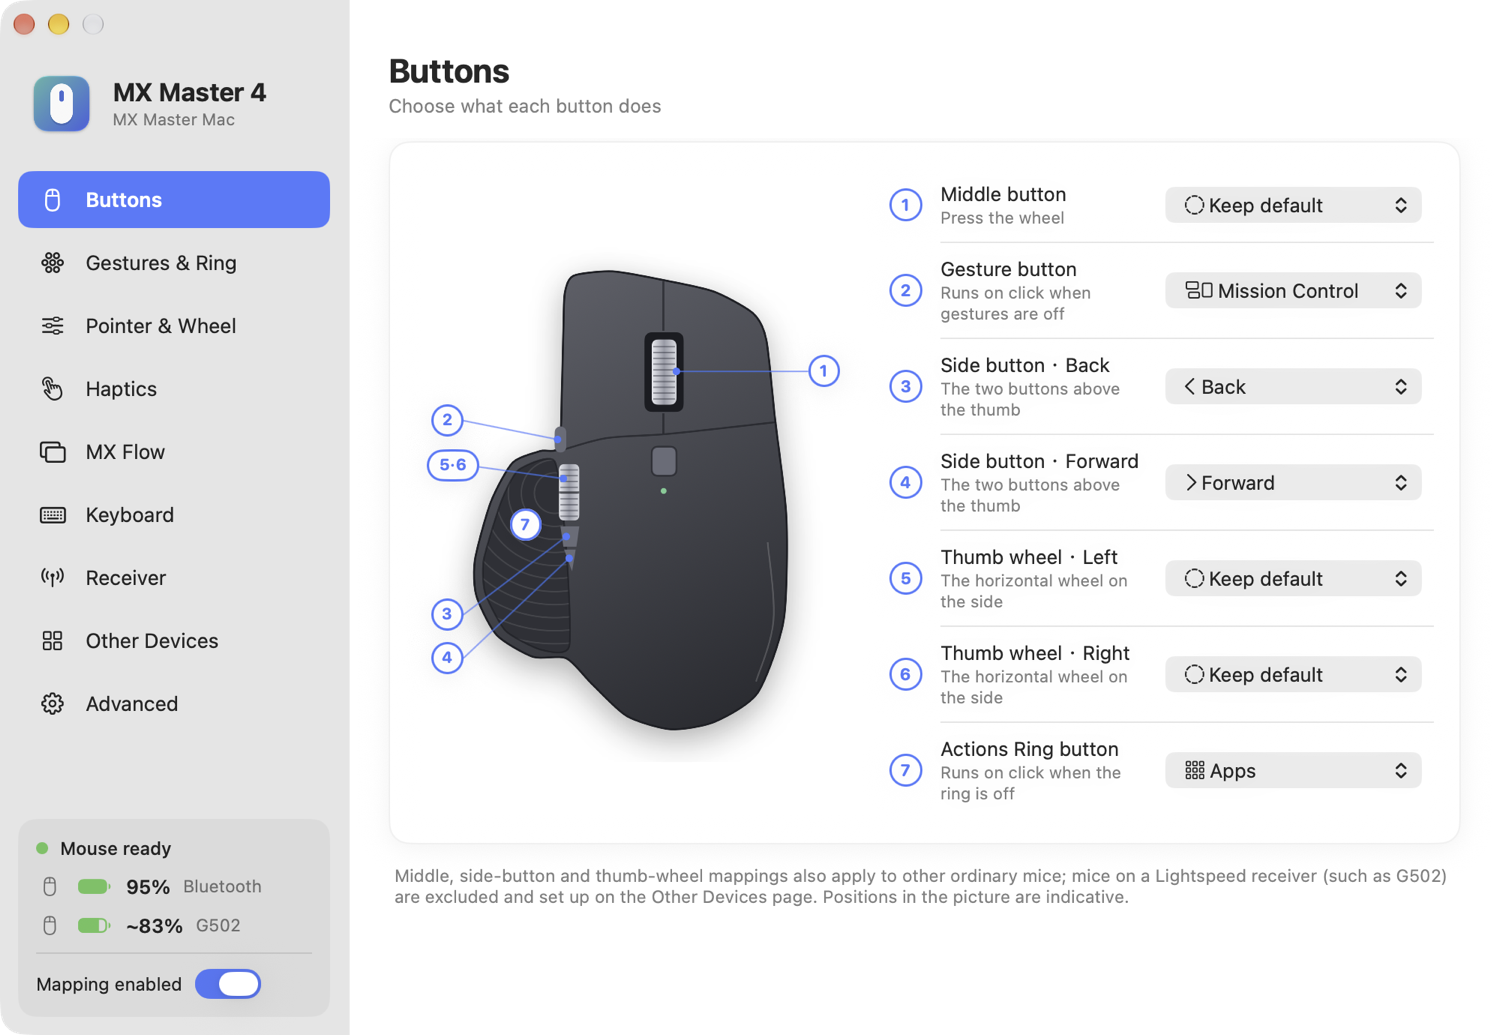 MX Master 4
MX Master Mac
Buttons
Gestures & Ring
Pointer & Wheel
Haptics
MX Flow
Keyboard
Receiver
Other Devices
Advanced
Mouse ready
95% Bluetooth
~83% G502
Mapping enabled
Buttons
Choose what each button does
1
2
5·6
7
3
4
1 Middle button Keep default
Press the wheel
2 Gesture button Mission Control
Runs on click when
gestures are off
3 Side button · Back Back
The two buttons above
the thumb
4 Side button · Forward Forward
The two buttons above
the thumb
5 Thumb wheel · Left Keep default
The horizontal wheel on
the side
6 Thumb wheel · Right Keep default
The horizontal wheel on
the side
7 Actions Ring button Apps
Runs on click when the
ring is off
Middle, side-button and thumb-wheel mappings also apply to other ordinary mice; mice on a Lightspeed receiver (such as G502)
are excluded and set up on the Other Devices page. Positions in the picture are indicative.